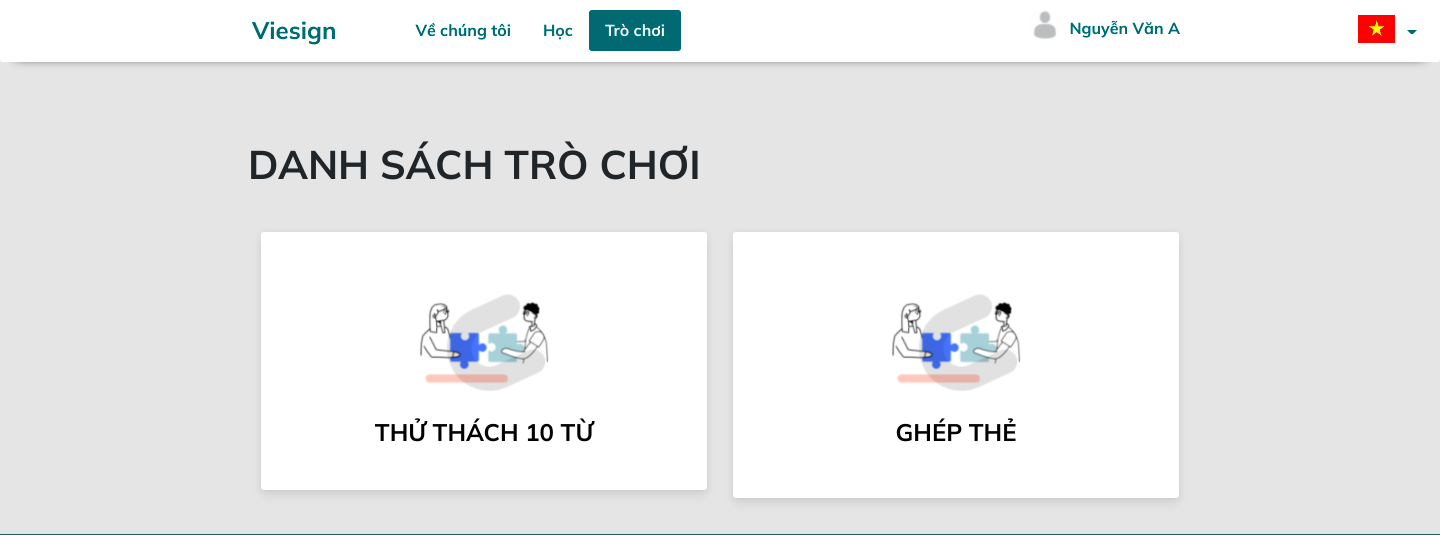 Viesign
Về chúng tôi
Học
Trò chơi
Nguyễn Văn A
DANH SÁCH TRÒ CHƠI
THỬ THÁCH 10 TỪ
GHÉP THẺ